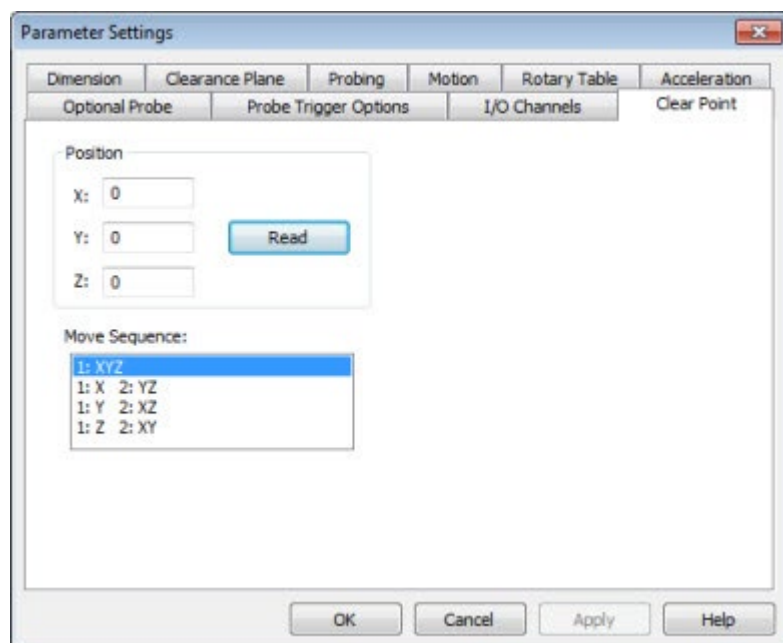 Parameter Settings
Dimension Clearance Plane Probing Motion Rotary Table Acceleration
Optional Probe Probe Trigger Options I/O Channels Clear Point
Position
X: 0
Y: 0 Read
Z: 0
Move Sequence:
1: XYZ
1: X 2: YZ
1: Y 2: XZ
1: Z 2: XY
OK Cancel Apply Help